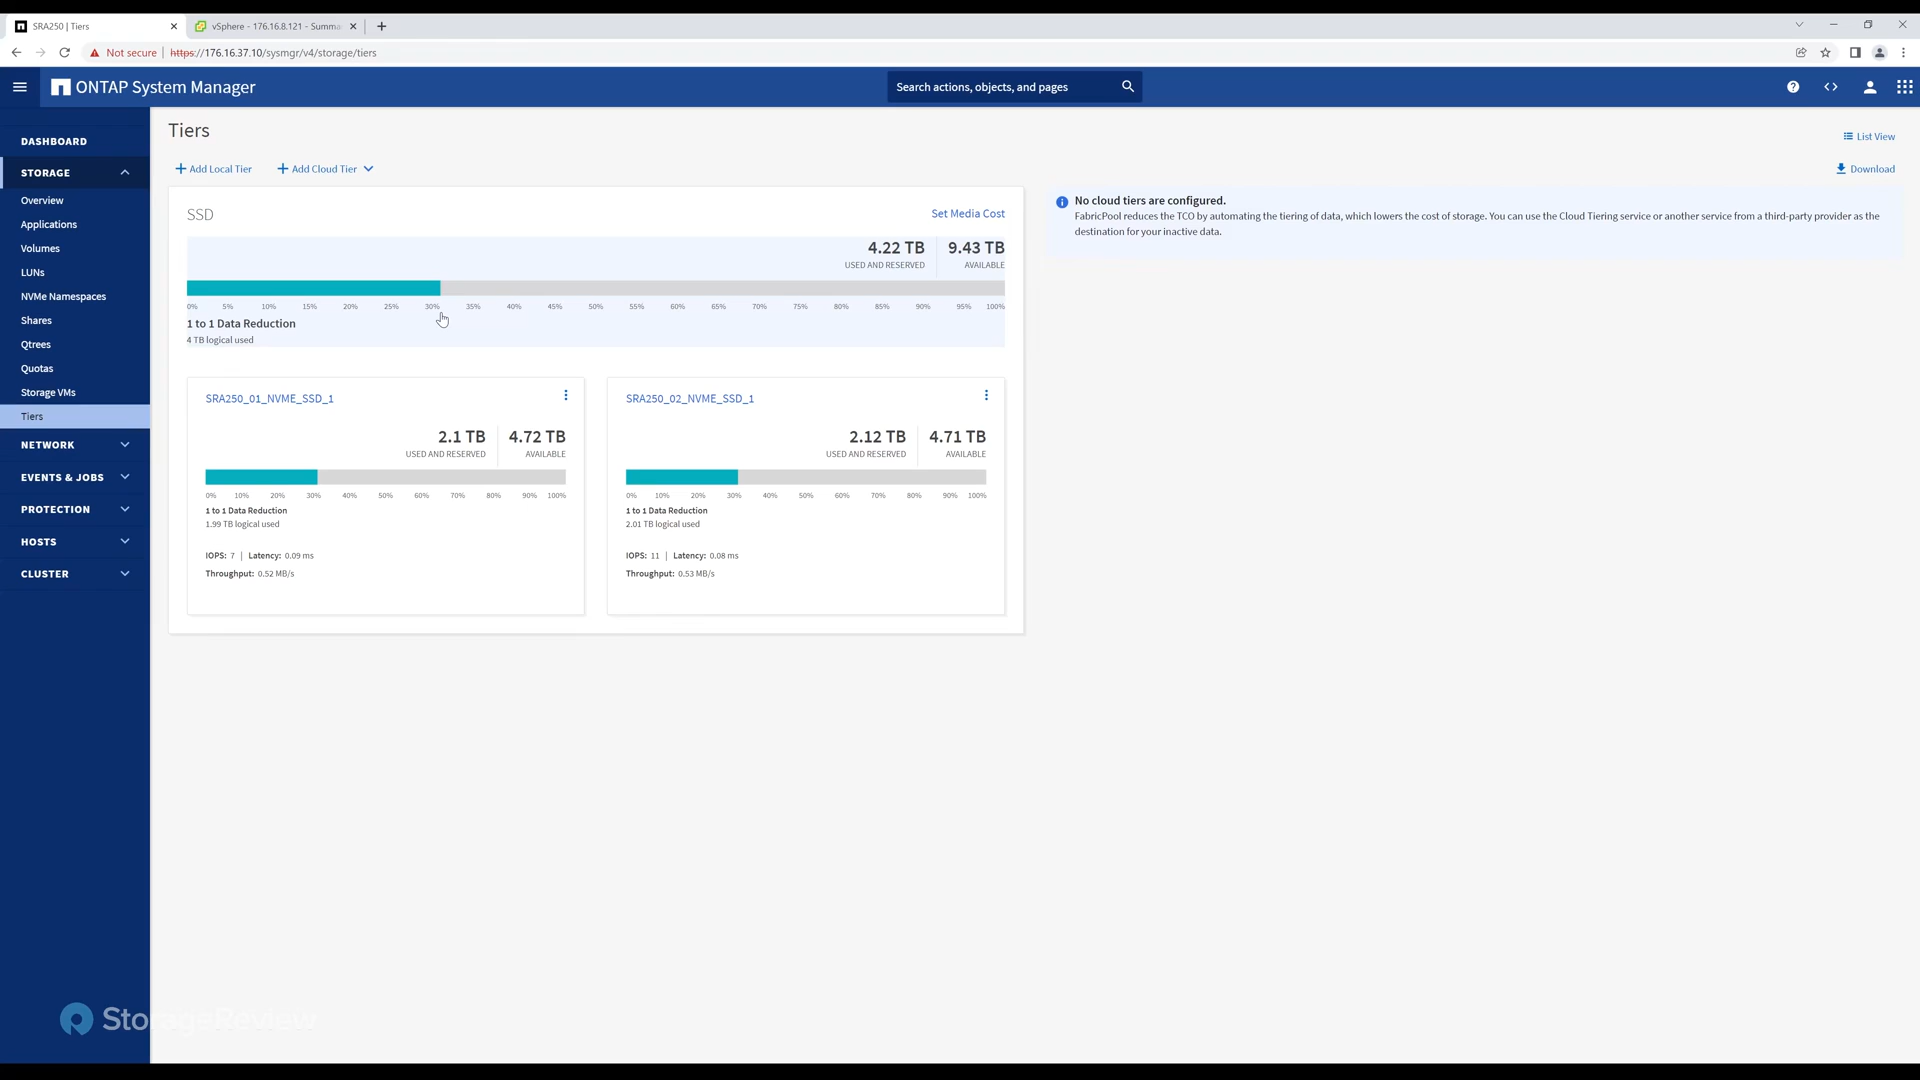 SRA250 | Tiers
vSphere - 176.16.8.121 - Summa
Not secure | https://176.16.37.10/sysmgr/v4/storage/tiers
ONTAP System Manager
Search actions, objects, and pages
DASHBOARD
STORAGE
Overview
Applications
Volumes
LUNs
NVMe Namespaces
Shares
Qtrees
Quotas
Storage VMs
Tiers
NETWORK
EVENTS & JOBS
PROTECTION
HOSTS
CLUSTER
Tiers
List View
Add Local Tier
Add Cloud Tier
Download
SSD
Set Media Cost
4.22 TB
USED AND RESERVED
9.43 TB
AVAILABLE
0% 5% 10% 15% 20% 25% 30% 35% 40% 45% 50% 55% 60% 65% 70% 75% 80% 85% 90% 95% 100%
1 to 1 Data Reduction
4 TB logical used
SRA250_01_NVME_SSD_1
2.1 TB
USED AND RESERVED
4.72 TB
AVAILABLE
0% 10% 20% 30% 40% 50% 60% 70% 80% 90% 100%
1 to 1 Data Reduction
1.99 TB logical used
IOPS: 7 | Latency: 0.09 ms
Throughput: 0.52 MB/s
SRA250_02_NVME_SSD_1
2.12 TB
USED AND RESERVED
4.71 TB
AVAILABLE
0% 10% 20% 30% 40% 50% 60% 70% 80% 90% 100%
1 to 1 Data Reduction
2.01 TB logical used
IOPS: 11 | Latency: 0.08 ms
Throughput: 0.53 MB/s
No cloud tiers are configured.
FabricPool reduces the TCO by automating the tiering of data, which lowers the cost of storage. You can use the Cloud Tiering service or another service from a third-party provider as the
destination for your inactive data.
StorageReview